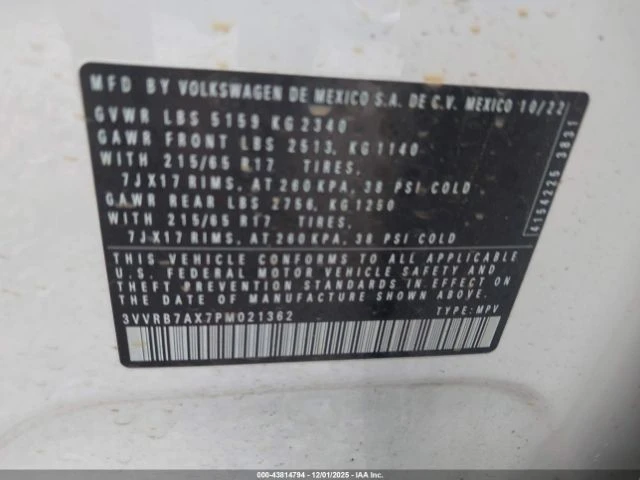 MFD. BY VOLKSWAGEN DE MEXICO S.A. DE C.V. MEXICO 10/22
GVWR LBS 5159 KG 2340
GAWR FRONT LBS 2513, KG 1140
WITH 215/65 R17 TIRES,
7JX17 RIMS, AT 260 KPA, 38 PSI COLD
GAWR REAR LBS 2756, KG 1250
WITH 215/65 R17 TIRES,
7JX17 RIMS, AT 260 KPA, 38 PSI COLD
THIS VEHICLE CONFORMS TO ALL APPLICABLE
U.S. FEDERAL MOTOR VEHICLE SAFETY AND
THEFT PREVENTION STANDARDS IN EFFECT ON
THE DATE OF MANUFACTURE SHOWN ABOVE.
3VVRB7AX7PM021362 TYPE: MPV
4154225 3831
000-43814794 - 12/01/2025 - IAAI, Inc.